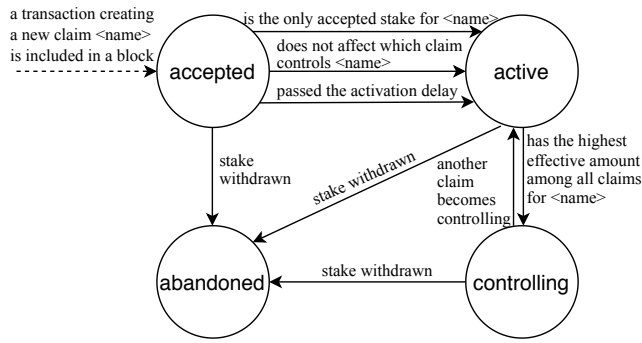 a transaction creating
a new claim <name>
is included in a block
accepted
is the only accepted stake for <name>
does not affect which claim
controls <name>
passed the activation delay
active
stake
withdrawn
stake withdrawn
another
claim
becomes
controlling
has the highest
effective amount
among all claims
for <name>
abandoned
stake withdrawn
controlling